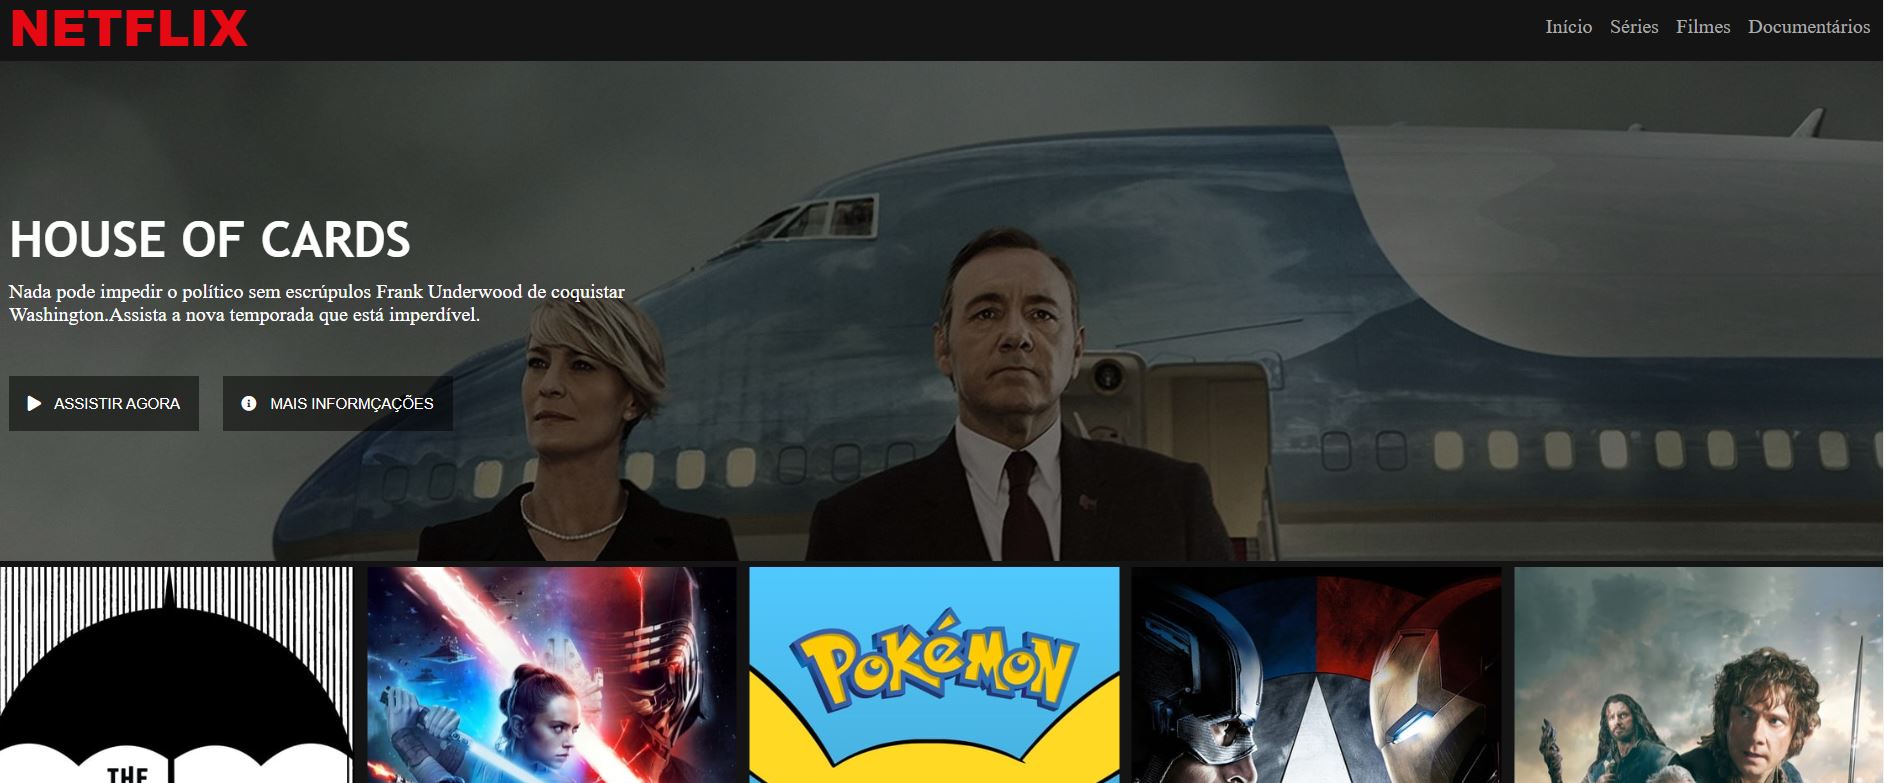 NETFLIX
Início Séries Filmes Documentários
HOUSE OF CARDS
Nada pode impedir o político sem escrúpulos Frank Underwood de coquistar
Washington.Assista a nova temporada que está imperdível.
ASSISTIR AGORA
MAIS INFORMÇAÇÕES
THE
POKéMON